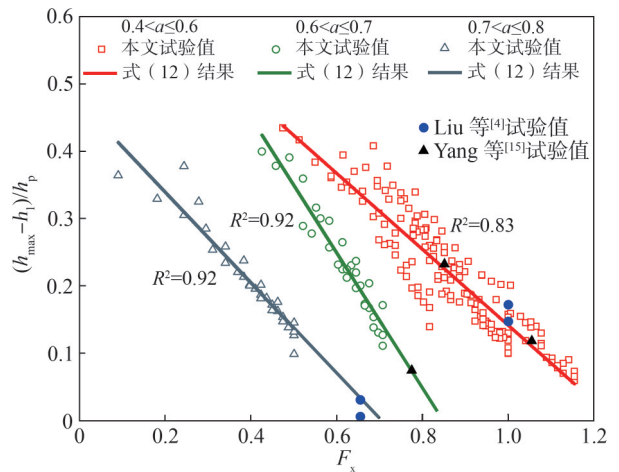 0.4<a≤0.6 0.6<a≤0.7 0.7<a≤0.8
本文试验值 本文试验值 本文试验值
式（12）结果 式（12）结果 式（12）结果
Liu 等[4]试验值
Yang 等[15]试验值
R²=0.92
R²=0.83
R²=0.92
(hmax−h1)/hp
0.6
0.5
0.4
0.3
0.2
0.1
0
0 0.2 0.4 0.6 0.8 1.0 1.2
Fx